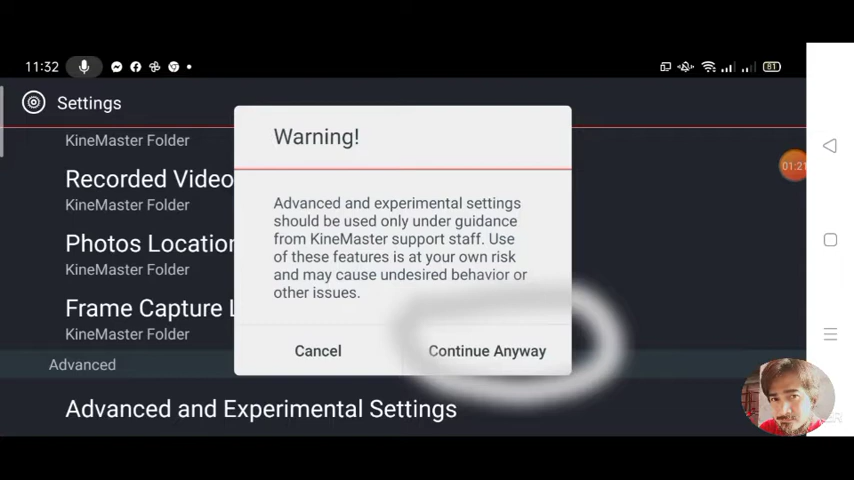 11:32
81
Settings
KineMaster Folder
Recorded Video
KineMaster Folder
Photos Location
KineMaster Folder
Frame Capture L
KineMaster Folder
Advanced
Advanced and Experimental Settings
Warning!
Advanced and experimental settings
should be used only under guidance
from KineMaster support staff. Use
of these features is at your own risk
and may cause undesired behavior or
other issues.
Cancel
Continue Anyway
01:21